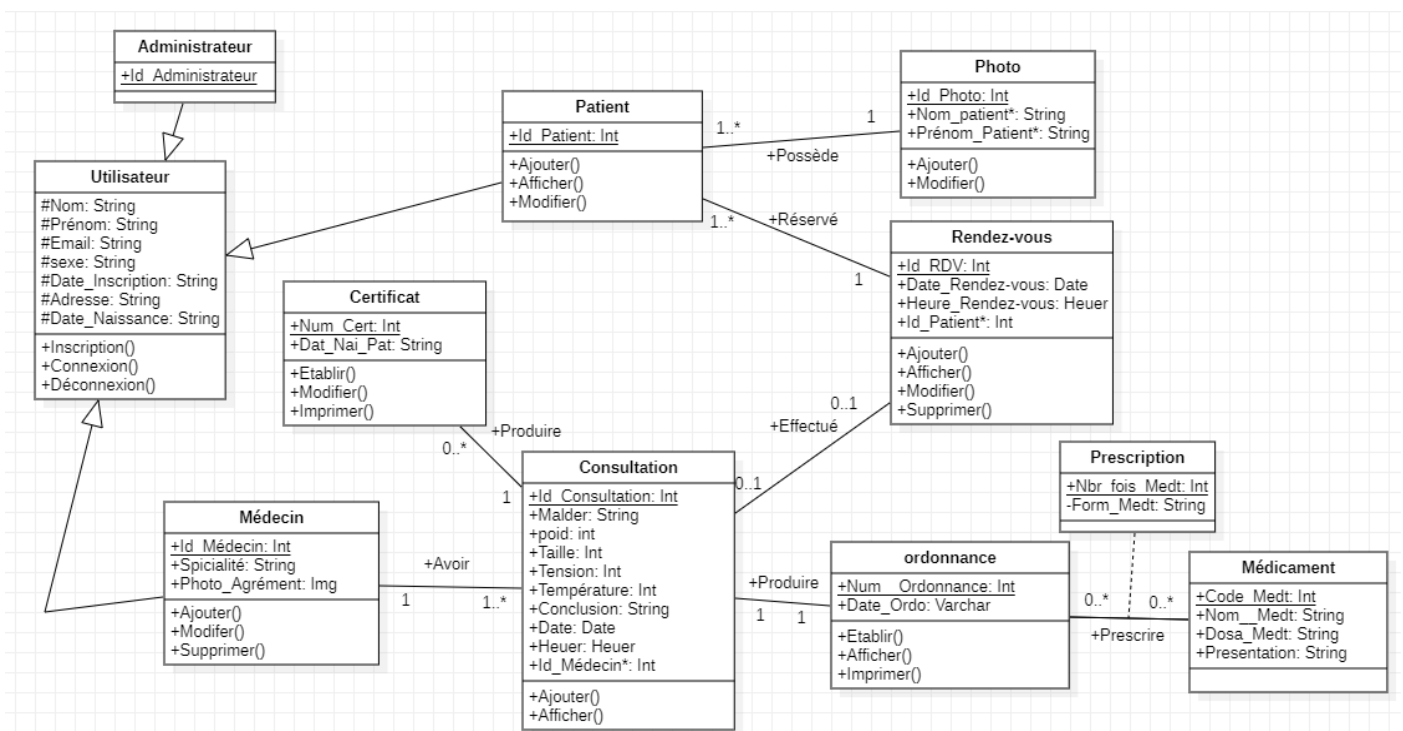 Administrateur
+Id_Administrateur
Utilisateur
#Nom: String
#Prénom: String
#Email: String
#sexe: String
#Date_Inscription: String
#Adresse: String
#Date_Naissance: String
+Inscription()
+Connexion()
+Déconnexion()
Patient
+Id_Patient: Int
+Ajouter()
+Afficher()
+Modifier()
1..*
1
+Possède
Photo
+Id_Photo: Int
+Nom_patient*: String
+Prénom_Patient*: String
+Ajouter()
+Modifier()
1..*
+Réservé
1
Rendez-vous
+Id_RDV: Int
+Date_Rendez-vous: Date
+Heure_Rendez-vous: Heuer
+Id_Patient*: Int
+Ajouter()
+Afficher()
+Modifier()
+Supprimer()
Certificat
+Num_Cert: Int
+Dat_Nai_Pat: String
+Etablir()
+Modifier()
+Imprimer()
0..*
+Produire
1
0..1
+Effectué
0..1
Consultation
+Id_Consultation: Int
+Malder: String
+poid: int
+Taille: Int
+Tension: Int
+Température: Int
+Conclusion: String
+Date: Date
+Heuer: Heuer
+Id_Médecin*: Int
+Ajouter()
+Afficher()
Médecin
+Id_Médecin: Int
+Spicialité: String
+Photo_Agrément: Img
+Ajouter()
+Modifer()
+Supprimer()
+Avoir
1
1..*
+Produire
1
1
ordonnance
+Num__Ordonnance: Int
+Date_Ordo: Varchar
+Etablir()
+Afficher()
+Imprimer()
Prescription
+Nbr_fois_Medt: Int
-Form_Medt: String
0..*
0..*
+Prescrire
Médicament
+Code_Medt: Int
+Nom__Medt: String
+Dosa_Medt: String
+Presentation: String